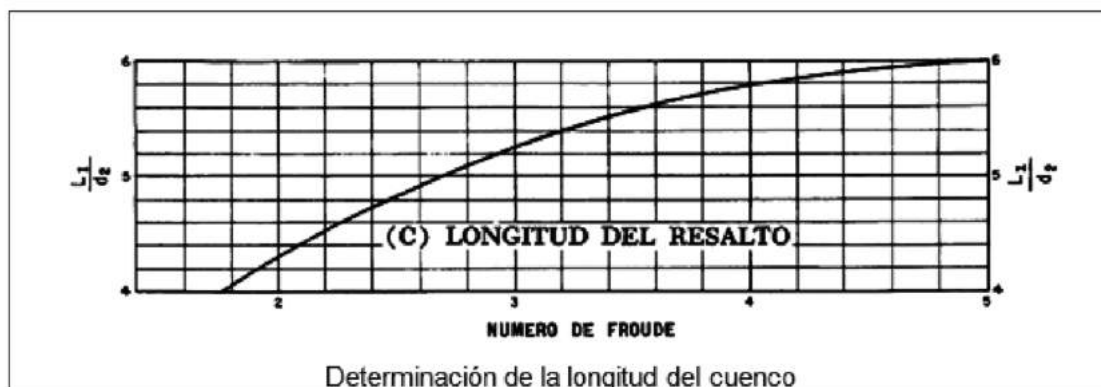 6 6
L1/d2 5 5 L1/d2
(C) LONGITUD DEL RESALTO
4 4
2 3 4 5
NUMERO DE FROUDE
Determinación de la longitud del cuenco